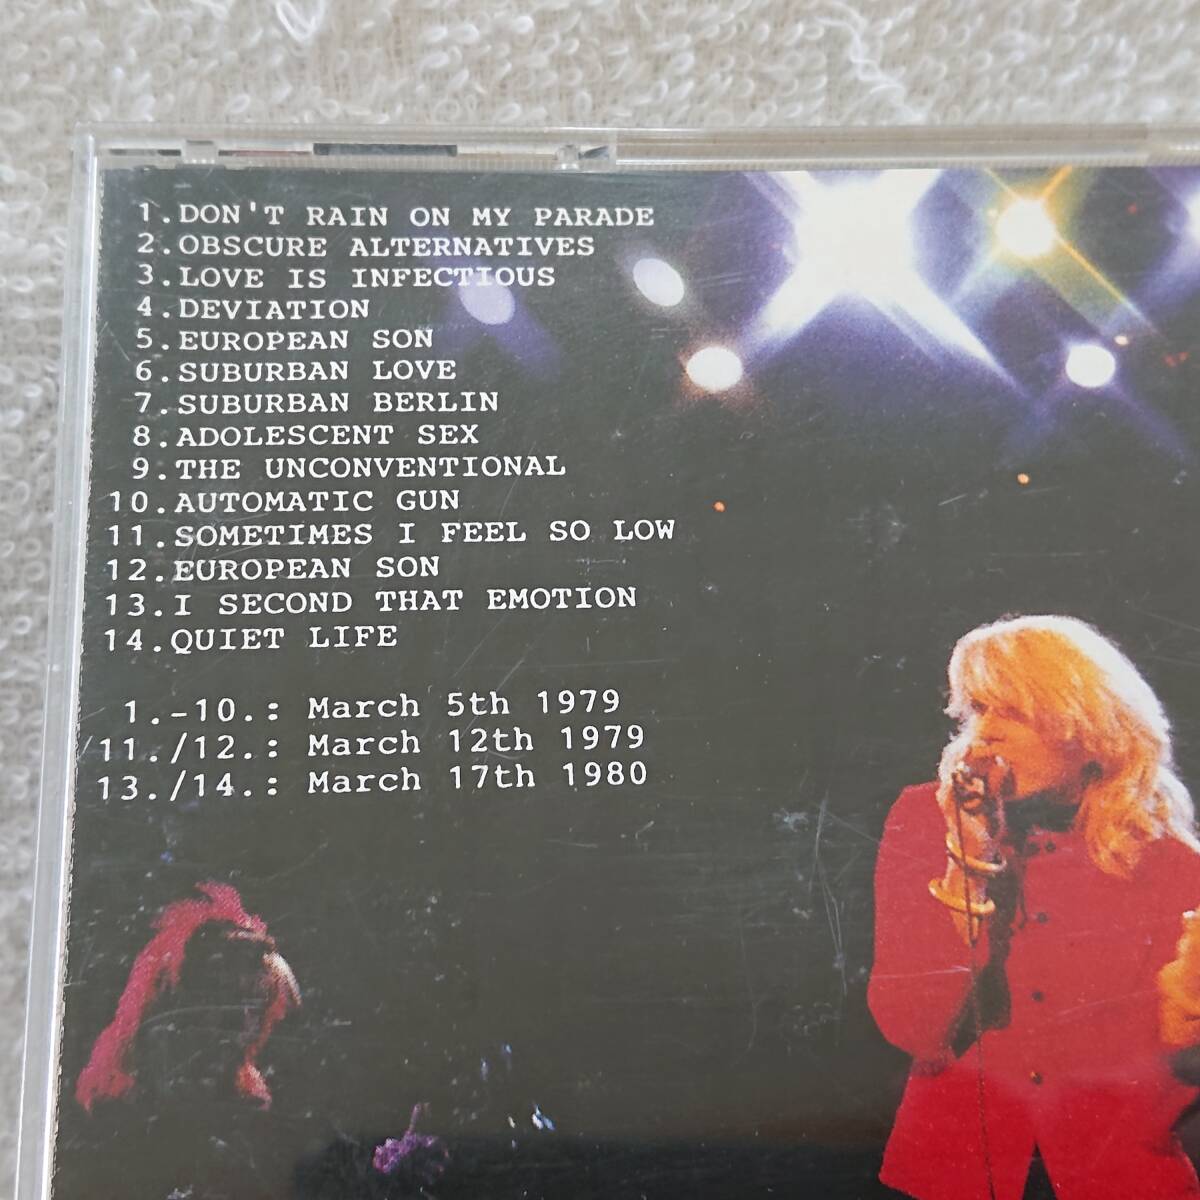 1.DON'T RAIN ON MY PARADE
2.OBSCURE ALTERNATIVES
3.LOVE IS INFECTIOUS
4.DEVIATION
5.EUROPEAN SON
6.SUBURBAN LOVE
7.SUBURBAN BERLIN
8.ADOLESCENT SEX
9.THE UNCONVENTIONAL
10.AUTOMATIC GUN
11.SOMETIMES I FEEL SO LOW
12.EUROPEAN SON
13.I SECOND THAT EMOTION
14.QUIET LIFE
1.-10.: March 5th 1979
11./12.: March 12th 1979
13./14.: March 17th 1980